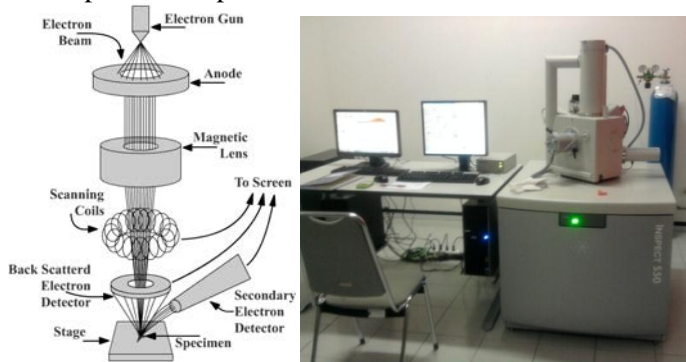 Electron Gun
Electron
Beam
Anode
Magnetic
Lens
Scanning
Coils
To Screen
Back Scatterd
Electron
Detector
Secondary
Electron
Detector
Stage
Specimen
INSPECT S50